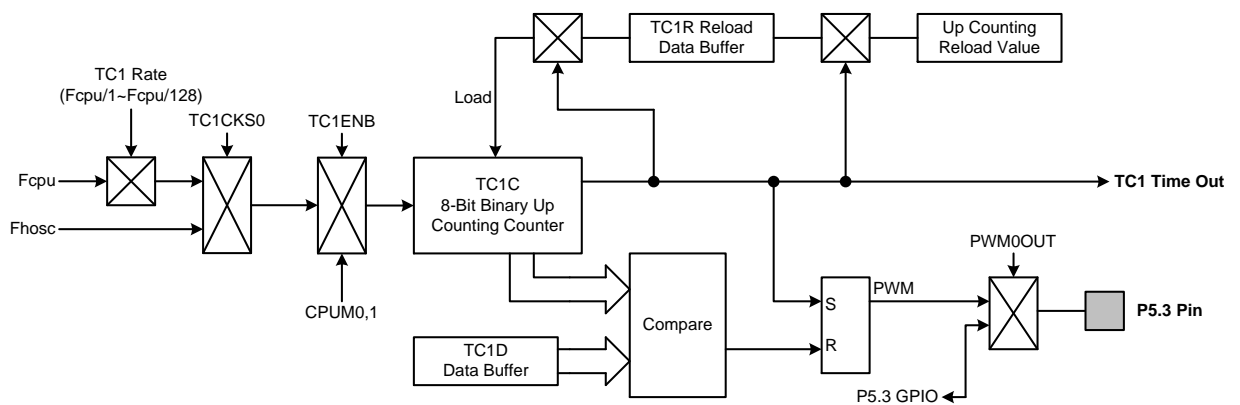 TC1R Reload
Data Buffer
Up Counting
Reload Value
TC1 Rate
(Fcpu/1~Fcpu/128)
Load
TC1CKS0
TC1ENB
Fcpu
TC1C
8-Bit Binary Up
Counting Counter
TC1 Time Out
Fhosc
PWM0OUT
CPUM0,1
Compare
S
PWM
R
P5.3 Pin
TC1D
Data Buffer
P5.3 GPIO